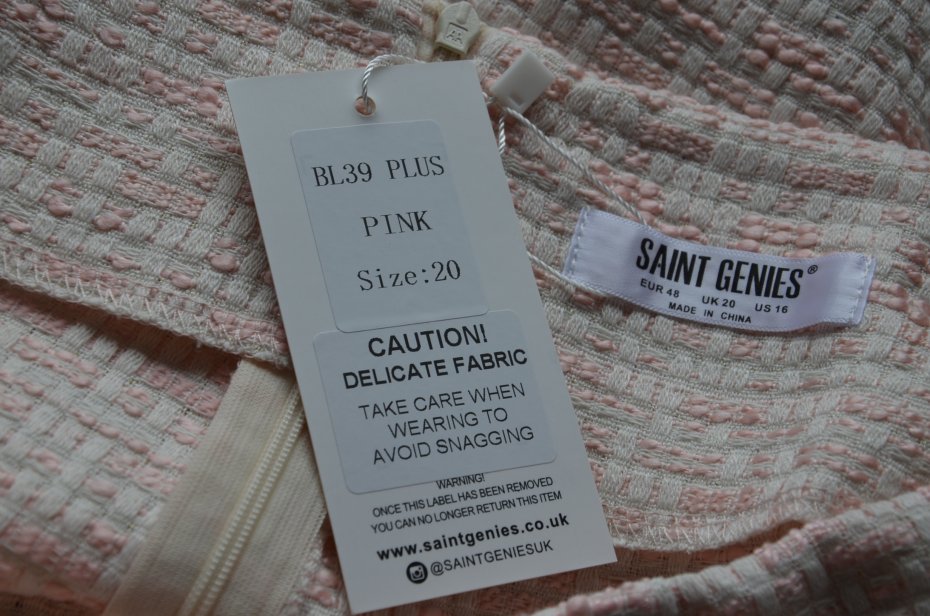 BL39 PLUS
PINK
Size:20
CAUTION!
DELICATE FABRIC
TAKE CARE WHEN
WEARING TO
AVOID SNAGGING
WARNING!
ONCE THIS LABEL HAS BEEN REMOVED
YOU CAN NO LONGER RETURN THIS ITEM
www.saintgenies.co.uk
@SAINTGENIESUK
SAINT GENIES®
EUR 48 UK 20 US 16
MADE IN CHINA